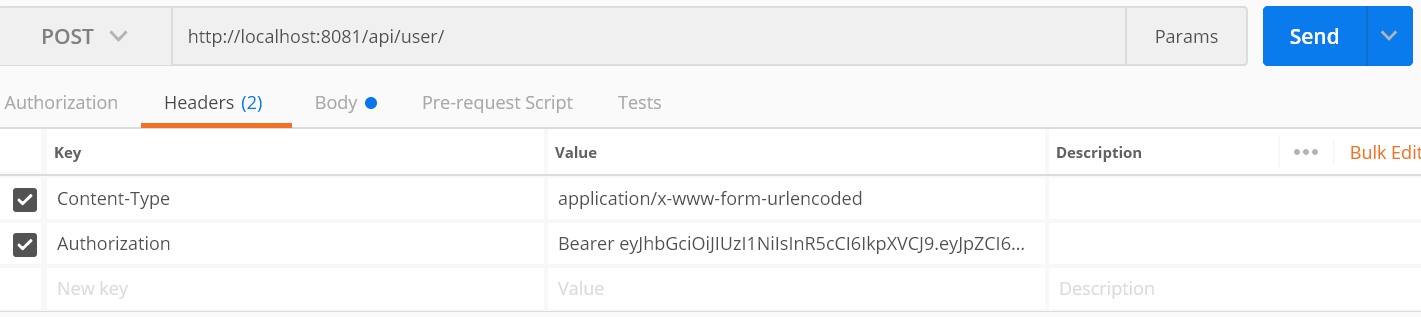 POST http://localhost:8081/api/user/ Params Send
Authorization Headers (2) Body Pre-request Script Tests
Key Value Description ••• Bulk Edit
Content-Type application/x-www-form-urlencoded
Authorization Bearer eyJhbGciOiJIUzI1NiIsInR5cCI6IkpXVCJ9.eyJpZCI6...
New key Value Description